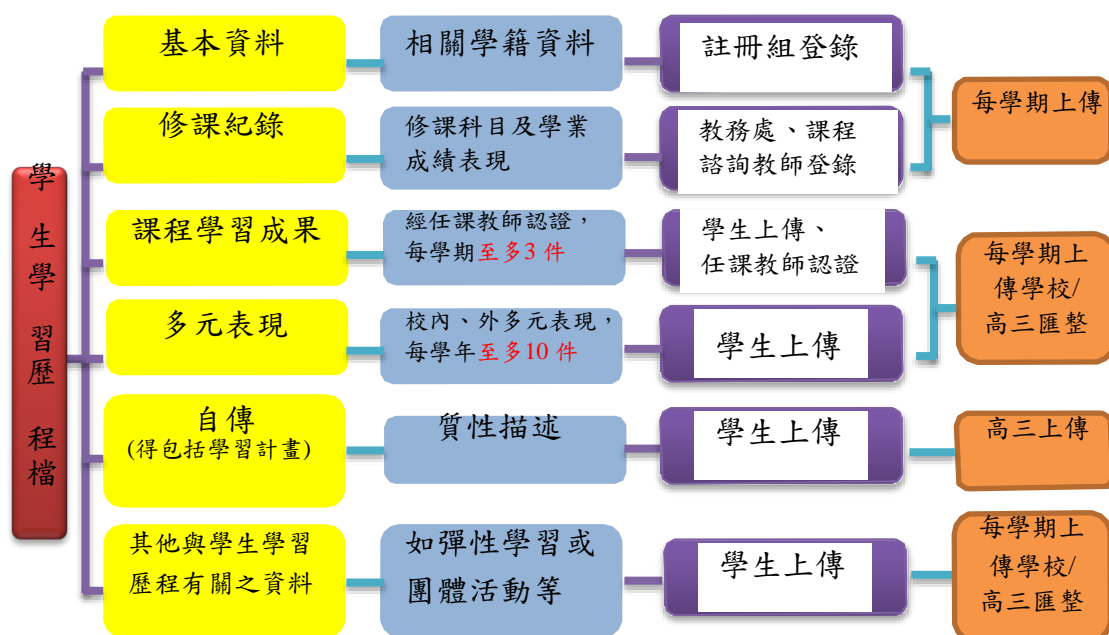 學生學習歷程檔
基本資料
相關學籍資料
註冊組登錄
每學期上傳
修課紀錄
修課科目及學業
成績表現
教務處、課程
諮詢教師登錄
課程學習成果
經任課教師認證，
每學期至多3 件
學生上傳、
任課教師認證
每學期上
傳學校/
高三匯整
多元表現
校內、外多元表現，
每學年至多10 件
學生上傳
自傳
(得包括學習計畫)
質性描述
學生上傳
高三上傳
其他與學生學習
歷程有關之資料
如彈性學習或
團體活動等
學生上傳
每學期上
傳學校/
高三匯整